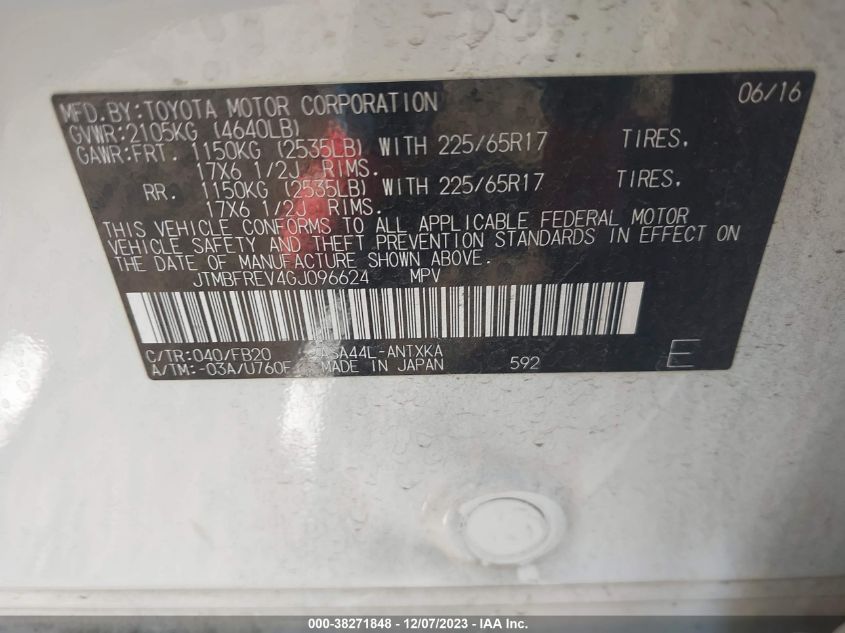 MFD.BY:TOYOTA MOTOR CORPORATION 06/16
GVWR:2105KG (4640LB)
GAWR:FRT. 1150KG (2535LB) WITH 225/65R17 TIRES,
17X6 1/2J RIMS.
RR. 1150KG (2535LB) WITH 225/65R17 TIRES,
17X6 1/2J RIMS.
THIS VEHICLE CONFORMS TO ALL APPLICABLE FEDERAL MOTOR
VEHICLE SAFETY AND THEFT PREVENTION STANDARDS IN EFFECT ON
THE DATE OF MANUFACTURE SHOWN ABOVE.
JTMBFREV4GJ096624 MPV
C/TR:040/FB20 ASA44L-ANTXKA
A/TM:-03A/U760E MADE IN JAPAN 592 E
000-38271848 - 12/07/2023 - IAA Inc.